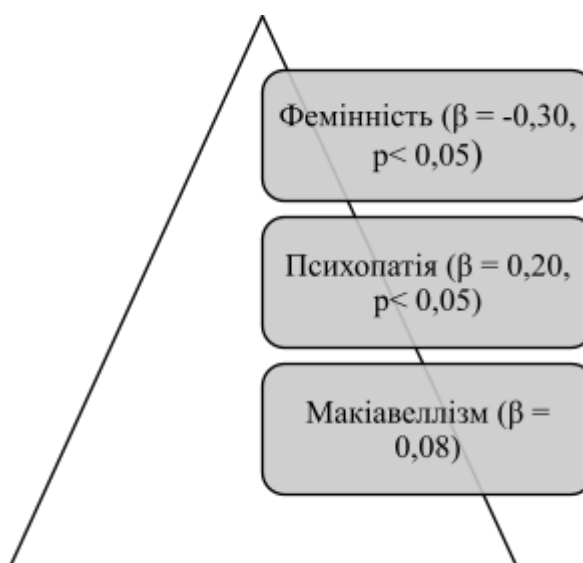 Фемінність (β = -0,30,
p< 0,05)
Психопатія (β = 0,20,
p< 0,05)
Макіавеллізм (β =
0,08)